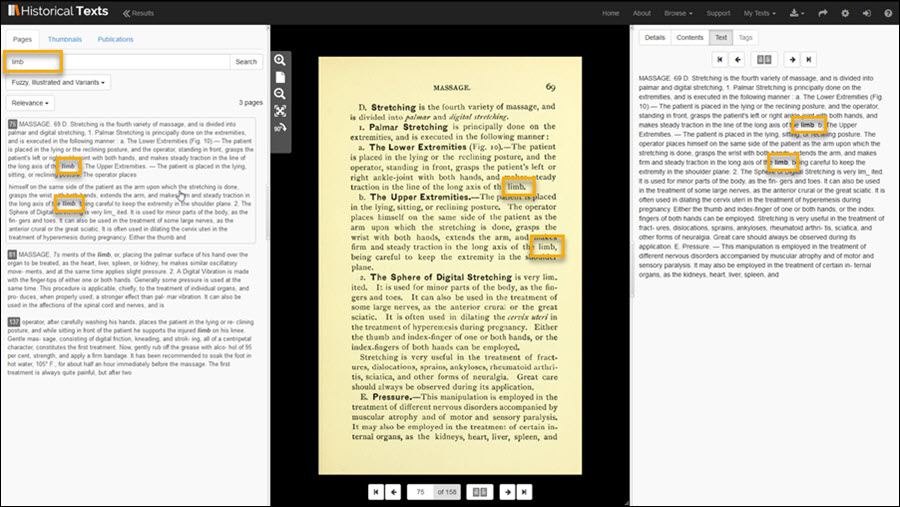 Historical Texts
Results
Home
About
Browse
Support
My Texts
Pages
Thumbnails
Publications
limb
Search
Fuzzy, Illustrated and Variants
Relevance
3 pages
75 MASSAGE. 69 D. Stretching is the fourth variety of massage, and is divided into
palmar and digital stretching. 1. Palmar Stretching is principally done on the extremities,
and is executed in the following manner : a. The Lower Extremities (Fig. 10).— The patient
is placed in the lying or the reclining posture, and the operator, standing in front, grasps the
patient's left or right ankle-joint with both hands, and makes steady traction in the line of
the long axis of the limb . The Upper Extremities. — The patient is placed in the lying,
sitting, or reclining posture. The operator places
himself on the same side of the patient as the arm upon which the stretching is done,
grasps the wrist with both hands, extends the arm, and makes firm and steady traction in
the long axis of the limb careful to keep the extremity in the shoulder plane. 2. The
Sphere of Digital Stretching is very lim_ ited. It is used for minor parts of the body, as the
fin- gers and toes. It can also be used in the treatment of some large nerves, as the
anterior crural or the great sciatic. It is often used in dilating the cervix uteri in the
treatment of hyperemesis during pregnancy. Either the thumb and
81 MASSAGE. 7s ments of the limb, or, placing the palmar surface of his hand over the
organ to be treated, as the heart, liver, spleen, or kidney, he makes similar oscillatory
move- ments, and at the same time applies slight pressure. 2. A Digital Vibration is made
with the finger-tips of either one or both hands. Generally some pressure is used at the
same time. This procedure is applicable, chiefly, to the treatment of individual organs, and
pro- duces, when properly used, a stronger effect than pal- mar vibration. It can also be
used in the affections of the spinal cord and nerves, and is
137 operator, after carefully washing his hands, places the patient in the lying or re- clining
posture, and while sitting in front of the patient he supports the injured limb on his knee
Gentle mas- sage, consisting of digital friction, kneading, and strok- ing, all of a centripetal
character, constitutes the first treatment. Now, gently rub off the grease with alco- hol of 95
per cent, strength, and apply a firm bandage. It has been recommended to soak the foot in
hot water, 105° F., for about half an hour immediately before the massage. The first
treatment is always quite painful, but after two
90°
MASSAGE. 69
D. Stretching is the fourth variety of massage, and
is divided into palmar and digital stretching.
1. Palmar Stretching is principally done on the
extremities, and is executed in the following manner :
a. The Lower Extremities (Fig. 10).—The patient
is placed in the lying or the reclining posture, and the
operator, standing in front, grasps the patient's left or
right ankle-joint with both hands, and makes steady
traction in the line of the long axis of the limb,
b. The Upper Extremities.—The patient is placed
in the lying, sitting, or reclining posture. The operator
places himself on the same side of the patient as the
arm upon which the stretching is done, grasps the
wrist with both hands, extends the arm, and makes
firm and steady traction in the long axis of the limb,
being careful to keep the extremity in the shoulder
plane.
2. The Sphere of Digital Stretching is very lim.
ited. It is used for minor parts of the body, as the fin-
gers and toes. It can also be used in the treatment of
some large nerves, as the anterior crural or the great
sciatic. It is often used in dilating the cervix uteri in
the treatment of hyperemesis during pregnancy. Either
the thumb and index-finger of one or both hands, or the
index-fingers of both hands can be employed.
Stretching is very useful in the treatment of fract-
ures, dislocations, sprains, ankyloses, rheumatoid arthri-
tis, sciatica, and other forms of neuralgia. Great care
should always be observed during its application.
E. Pressure.—This manipulation is employed in the
treatment of different nervous disorders accompanied by
muscular atrophy and of motor and sensory paralysis.
It may also be employed in the treatment of certain in-
ternal organs, as the kidneys, heart, liver, spleen, and
75 of 156
Details
Contents
Text
Tags
MASSAGE. 69 D. Stretching is the fourth variety of massage, and is divided into
palmar and digital stretching. 1. Palmar Stretching is principally done on the
extremities, and is executed in the following manner : a. The Lower Extremities (Fig.
10).— The patient is placed in the lying or the reclining posture, and the operator,
standing in front, grasps the patient's left or right ankle-joint with both hands, and
makes steady traction in the line of the long axis of the limb b. The Upper
Extremities. — The patient is placed in the lying, sitting, or reclining posture. The
operator places himself on the same side of the patient as the arm upon which the
stretching is done, grasps the wrist with both hands, extends the arm, and makes
firm and steady traction in the long axis of the limb b ng careful to keep the
extremity in the shoulder plane. 2. The Sphere of Digital Stretching is very lim_ ited.
It is used for minor parts of the body, as the fin- gers and toes. It can also be used in
the treatment of some large nerves, as the anterior crural or the great sciatic. It is
often used in dilating the cervix uteri in the treatment of hyperemesis during
pregnancy. Either the thumb and index-finger of one or both hands, or the index-
fingers of both hands can be employed. Stretching is very useful in the treatment of
fract- ures, dislocations, sprains, ankyloses, rheumatoid arthri- tis, sciatica, and
other forms of neuralgia. Great care should always be observed during its
application. E. Pressure. — This manipulation is employed in the treatment of
different nervous disorders accompanied by muscular atrophy and of motor and
sensory paralysis. It may also be employed in the treatment of certain in- ternal
organs, as the kidneys, heart, liver, spleen, and